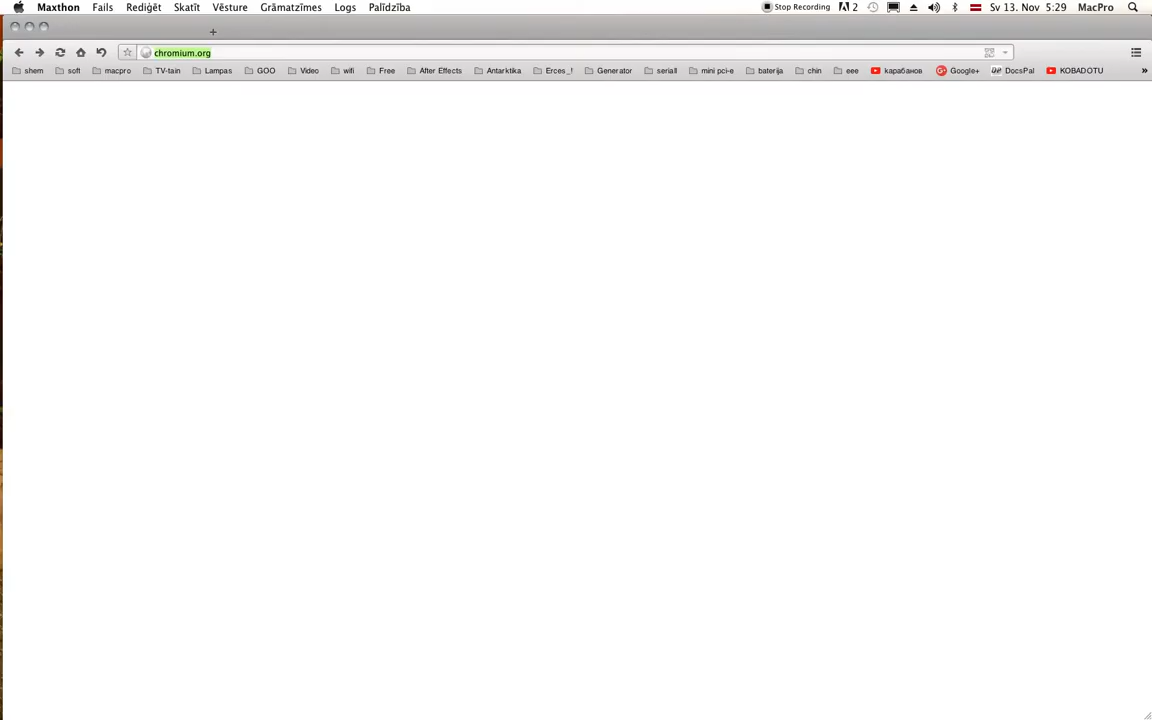 Maxthon Fails Rediģēt Skatīt Vēsture Grāmatzīmes Logs Palīdzība Stop Recording 2 Sv 13. Nov 5:29 MacPro
chromium.org
shem soft macpro TV-tain Lampas GOO Video wifi Free After Effects Antarktika Erces_! Generator seriall mini pci-e baterija chin eee карабанов Google+ DocsPal KOBADOTU »